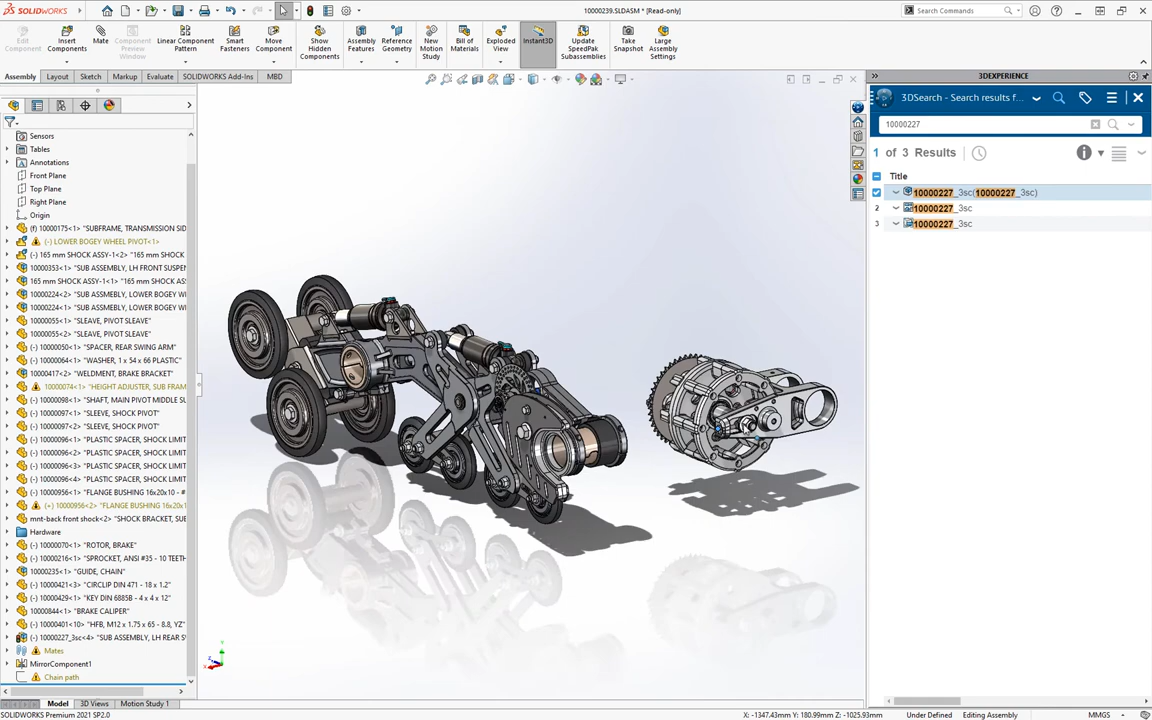 SOLIDWORKS
10000239.SLDASM * [Read-only]
Search Commands
Edit Component
Insert Components
Mate
Component Preview Window
Linear Component Pattern
Smart Fasteners
Move Component
Show Hidden Components
Assembly Features
Reference Geometry
New Motion Study
Bill of Materials
Exploded View
Instant3D
Update SpeedPak Subassemblies
Take Snapshot
Large Assembly Settings
Assembly
Layout
Sketch
Markup
Evaluate
SOLIDWORKS Add-Ins
MBD
3DEXPERIENCE
3DSearch - Search results f...
10000227
1 of 3 Results
Title
10000227_3sc(10000227_3sc)
2 10000227_3sc
3 10000227_3sc
Sensors
Tables
Annotations
Front Plane
Top Plane
Right Plane
Origin
(f) 10000175<1> "SUBFRAME, TRANSMISSION SID
(-) LOWER BOGEY WHEEL PIVOT<1>
(-) 165 mm SHOCK ASSY-1<2> "165 mm SHOCK
10000353<1> "SUB ASSEMBLY, LH FRONT SUSPEN
165 mm SHOCK ASSY-1<1> "165 mm SHOCK ASS
10000224<2> "SUB ASSEMBLY, LOWER BOGEY WI
10000224<1> "SUB ASSEMBLY, LOWER BOGEY WI
10000055<1> "SLEAVE, PIVOT SLEAVE"
10000055<2> "SLEAVE, PIVOT SLEAVE"
(-) 10000050<1> "SPACER, REAR SWING ARM"
(-) 10000064<1> "WASHER, 1 x 54 x 66 PLASTIC"
10000417<2> "WELDMENT, BRAKE BRACKET"
10000074<1> "HEIGHT ADJUSTER, SUB FRAM
(-) 10000098<1> "SHAFT, MAIN PIVOT MIDDLE SU
(-) 10000097<1> "SLEEVE, SHOCK PIVOT"
(-) 10000097<2> "SLEEVE, SHOCK PIVOT"
(-) 10000096<1> "PLASTIC SPACER, SHOCK LIMIT
(-) 10000096<2> "PLASTIC SPACER, SHOCK LIMIT
(-) 10000096<3> "PLASTIC SPACER, SHOCK LIMIT
(-) 10000096<4> "PLASTIC SPACER, SHOCK LIMIT
(-) 10000956<1> "FLANGE BUSHING 16x20x10 - #
(+) 10000956<2> "FLANGE BUSHING 16x20x1
mnt-back front shock<2> "SHOCK BRACKET, SUE
Hardware
(-) 10000070<1> "ROTOR, BRAKE"
(-) 10000216<1> "SPROCKET, ANSI #35 - 10 TEETH
10000235<1> "GUIDE, CHAIN"
(-) 10000421<3> "CIRCLIP DIN 471 - 18 x 1.2"
(-) 10000429<1> "KEY DIN 6885B - 4 x 4 x 12"
10000844<1> "BRAKE CALIPER"
(-) 10000401<10> "HFB, M12 x 1.75 x 65 - 8.8, YZ"
(-) 10000227_3sc<4> "SUB ASSEMBLY, LH REAR S
Mates
MirrorComponent1
Chain path
Model
3D Views
Motion Study 1
SOLIDWORKS Premium 2021 SP2.0
X: -1347.43mm Y: 180.99mm Z: -1025.93mm
Under Defined
Editing Assembly
MMGS